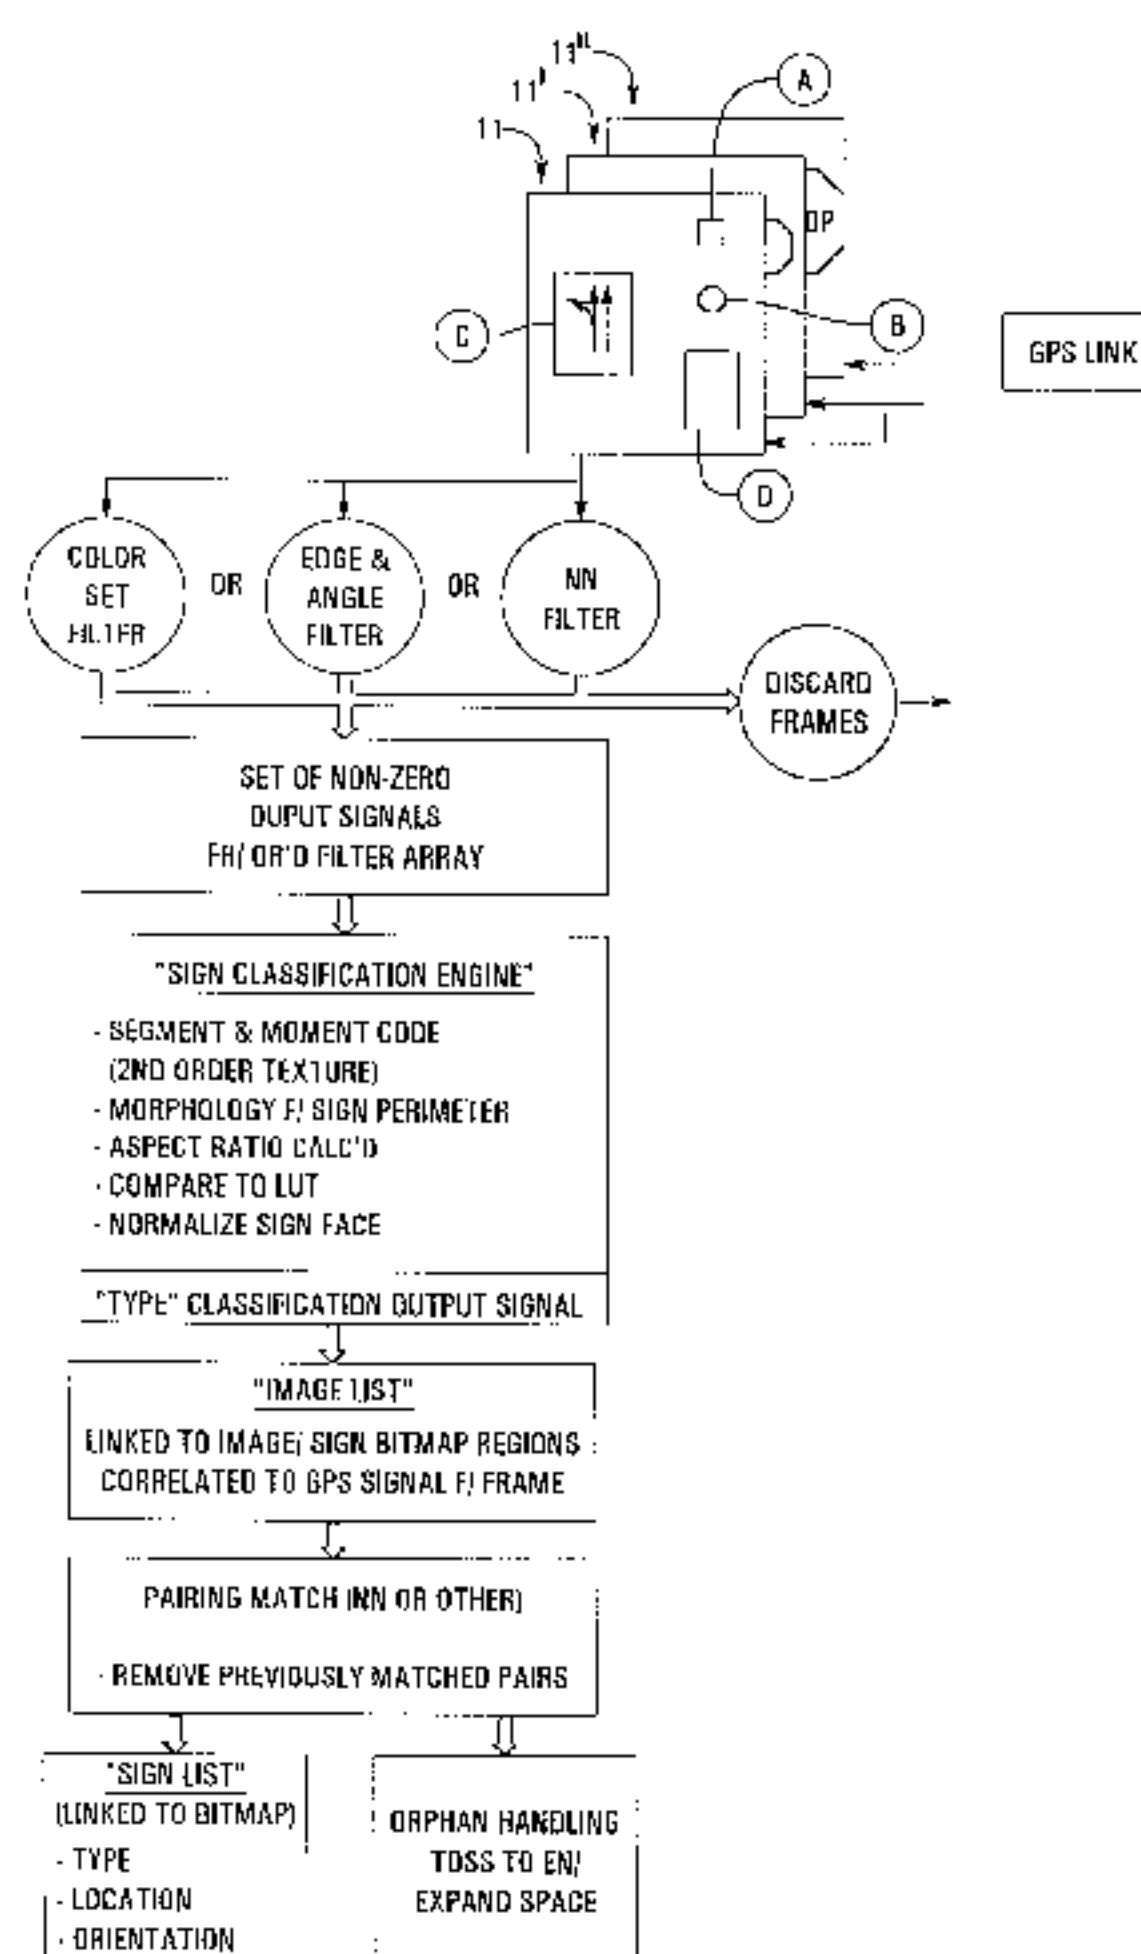 11"
11'
11
A
DP
C
B
GPS LINK
D
COLOR
SET
FILTER
OR
EDGE &
ANGLE
FILTER
OR
NN
FILTER
DISCARD
FRAMES
SET OF NON-ZERO
OUPUT SIGNALS
FR/ OR'D FILTER ARRAY
"SIGN CLASSIFICATION ENGINE"
- SEGMENT & MOMENT CODE
(2ND ORDER TEXTURE)
- MORPHOLOGY F/ SIGN PERIMETER
- ASPECT RATIO CALC'D
- COMPARE TO LUT
- NORMALIZE SIGN FACE
"TYPE" CLASSIFICATION OUTPUT SIGNAL
"IMAGE LIST"
LINKED TO IMAGE/ SIGN BITMAP REGIONS
CORRELATED TO GPS SIGNAL F/ FRAME
PAIRING MATCH (NN OR OTHER)
- REMOVE PREVIOUSLY MATCHED PAIRS
"SIGN LIST"
(LINKED TO BITMAP)
- TYPE
- LOCATION
- ORIENTATION
ORPHAN HANDLING
TOSS TO EN/
EXPAND SPACE